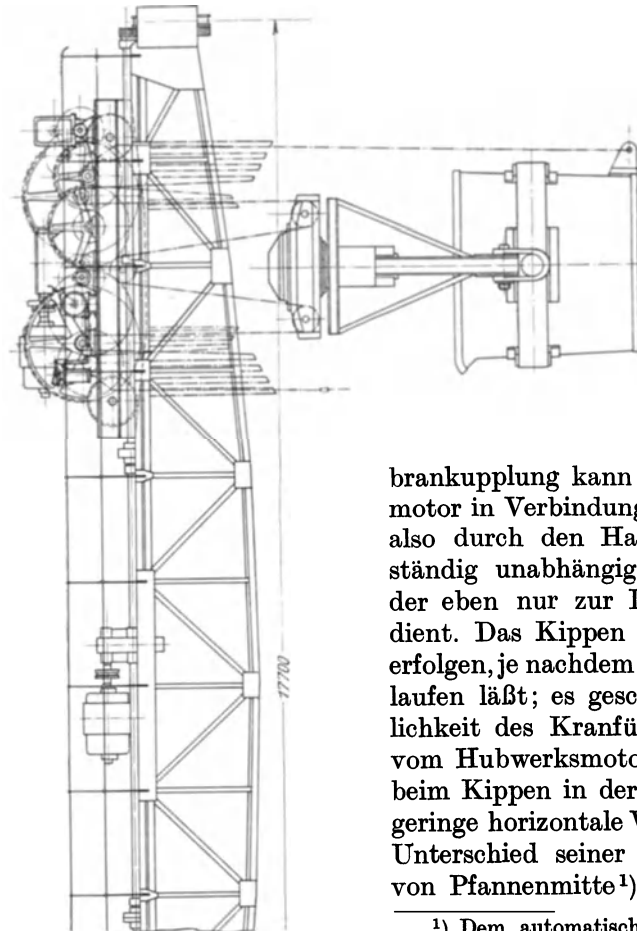 17700
brankupplung kann
motor in Verbindung
also durch den Ha
ständig unabhängig
der eben nur zur
dient. Das Kippen
erfolgen, je nachdem
laufen läßt; es gesc
lichkeit des Kranfü
vom Hubwerksmoto
beim Kippen in der
geringe horizontale
Unterschied seiner
von Pfannenmitte¹)
¹) Dem automatisch